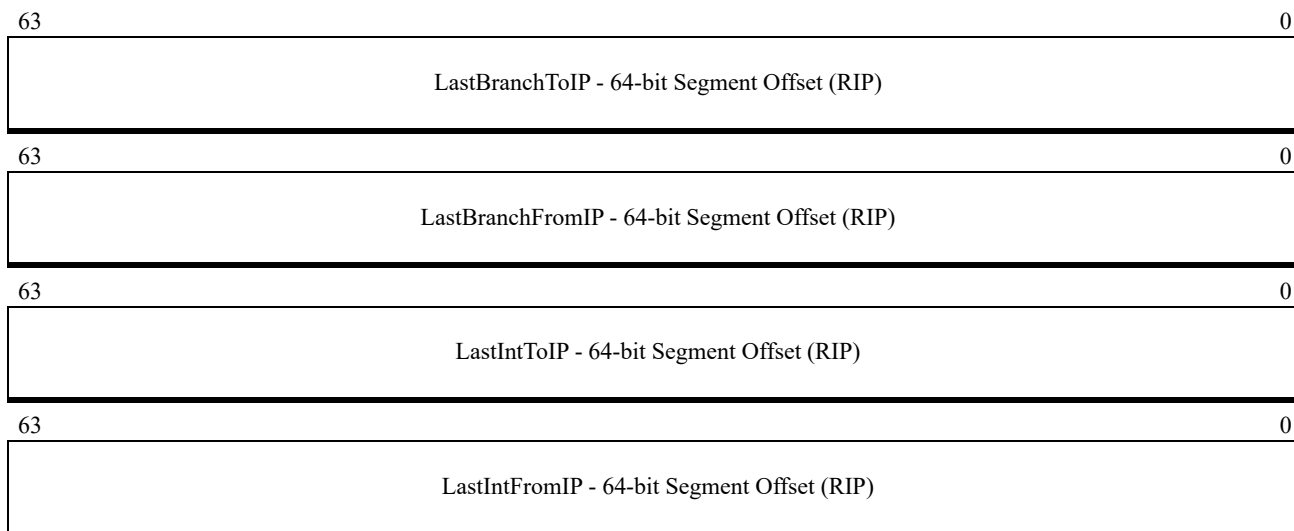 63 0
LastBranchToIP - 64-bit Segment Offset (RIP)
63 0
LastBranchFromIP - 64-bit Segment Offset (RIP)
63 0
LastIntToIP - 64-bit Segment Offset (RIP)
63 0
LastIntFromIP - 64-bit Segment Offset (RIP)